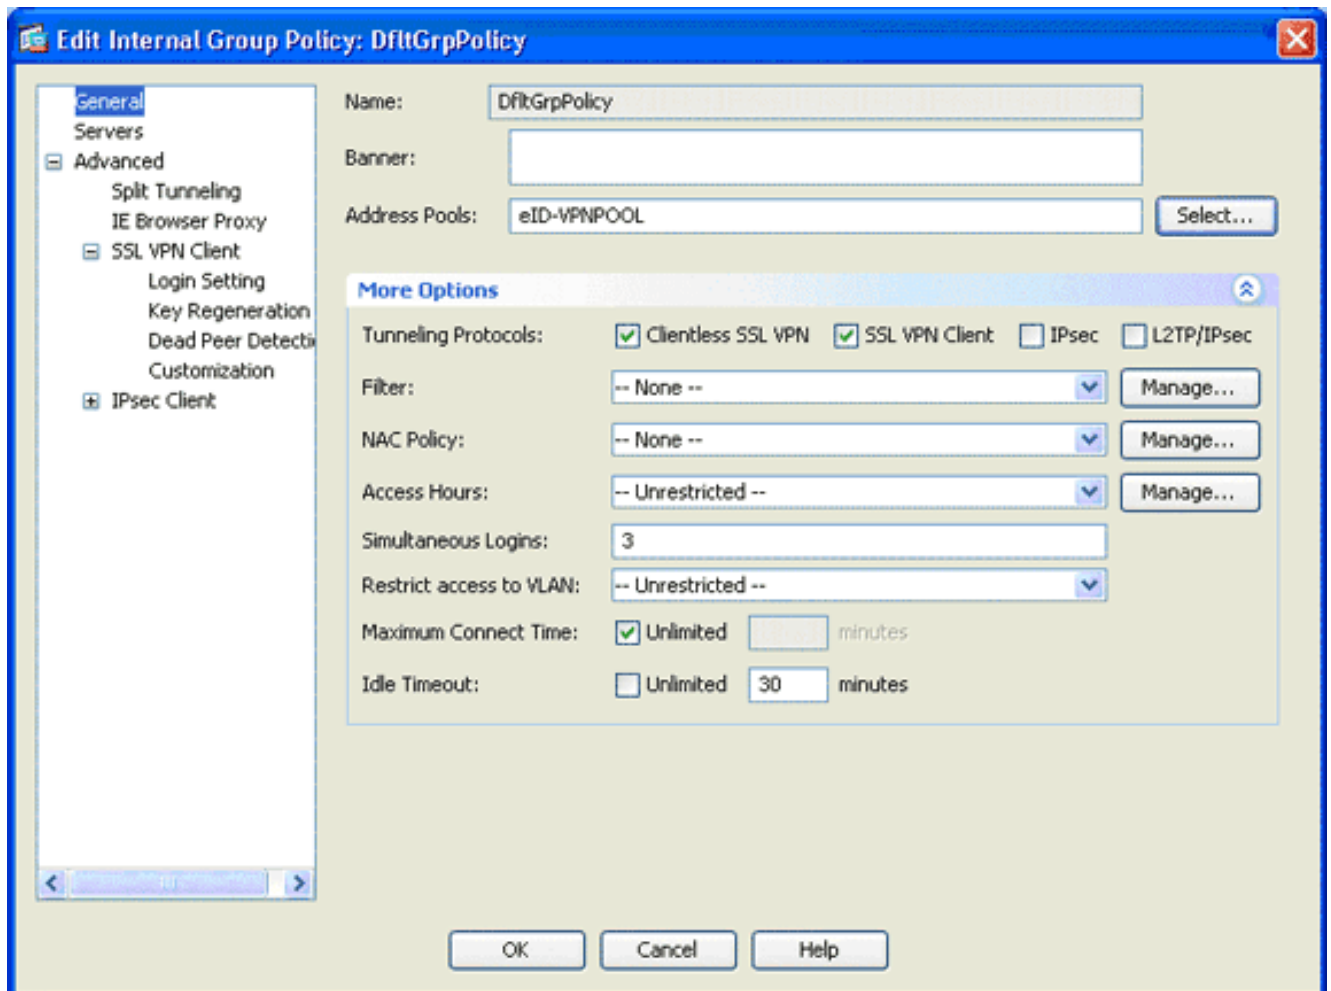 Edit Internal Group Policy: DfltGrpPolicy
General
Servers
Advanced
Split Tunneling
IE Browser Proxy
SSL VPN Client
Login Setting
Key Regeneration
Dead Peer Detecti
Customization
IPsec Client
Name: DfltGrpPolicy
Banner:
Address Pools: eID-VPNPOOL Select...
More Options
Tunneling Protocols: Clientless SSL VPN SSL VPN Client IPsec L2TP/IPsec
Filter: -- None -- Manage...
NAC Policy: -- None -- Manage...
Access Hours: -- Unrestricted -- Manage...
Simultaneous Logins: 3
Restrict access to VLAN: -- Unrestricted --
Maximum Connect Time: Unlimited minutes
Idle Timeout: Unlimited 30 minutes
OK Cancel Help